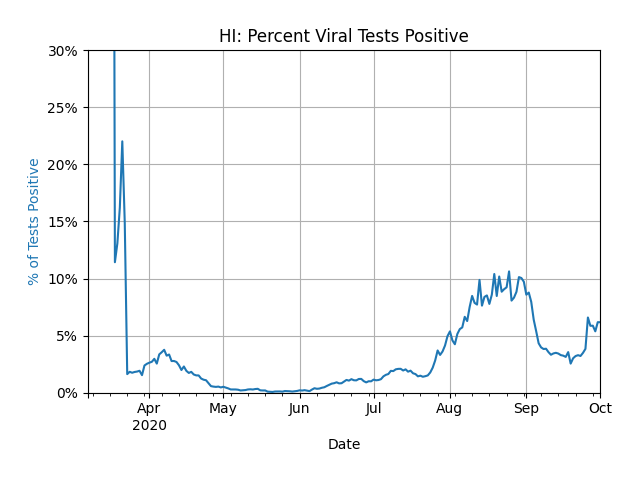 HI: Percent Viral Tests Positive
30%
25%
20%
15%
10%
5%
0%
% of Tests Positive
Apr May Jun Jul Aug Sep Oct
2020
Date